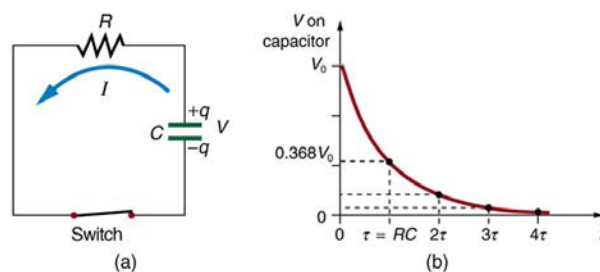 R
I
+q
C
V
−q
Switch
(a)
V on
capacitor
V₀
0.368V₀
0
0
τ = RC
2τ
3τ
4τ
(b)